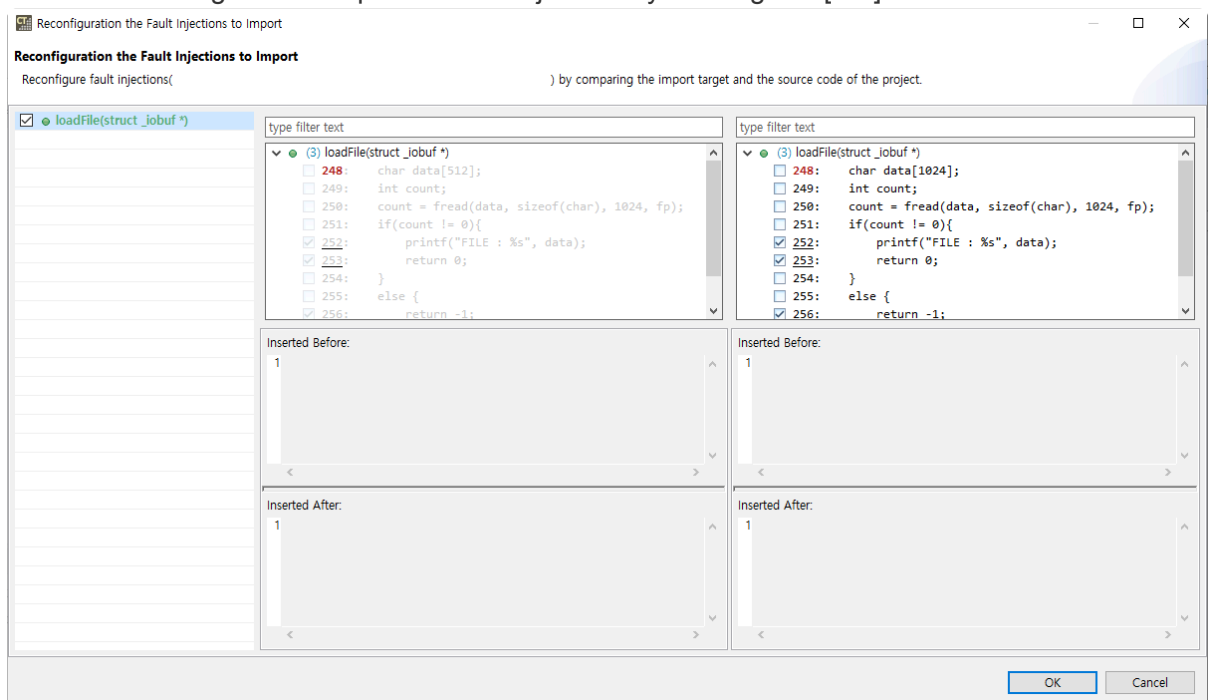 Reconfiguration the Fault Injections to Import
Reconfiguration the Fault Injections to Import
Reconfigure fault injections( ) by comparing the import target and the source code of the project.
loadFile(struct _iobuf *)
type filter text
(3) loadFile(struct _iobuf *)
248: char data[512];
249: int count;
250: count = fread(data, sizeof(char), 1024, fp);
251: if(count != 0){
252: printf("FILE : %s", data);
253: return 0;
254: }
255: else {
256: return -1;
Inserted Before:
1
Inserted After:
1
type filter text
(3) loadFile(struct _iobuf *)
248: char data[1024];
249: int count;
250: count = fread(data, sizeof(char), 1024, fp);
251: if(count != 0){
252: printf("FILE : %s", data);
253: return 0;
254: }
255: else {
256: return -1;
Inserted Before:
1
Inserted After:
1
OK
Cancel